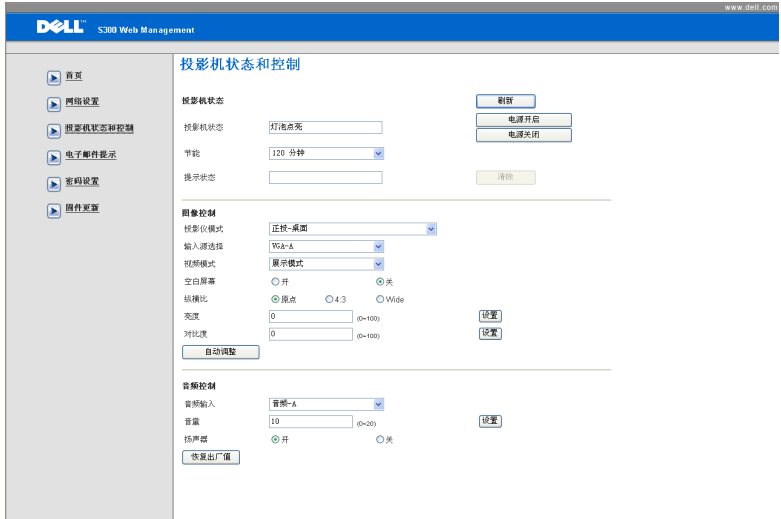 www.dell.com
DELL™ S300 Web Management
首页
网络设置
投影机状态和控制
电子邮件提示
密码设置
固件更新
投影机状态和控制
投影机状态 刷新
电源开启
投影机状态 灯泡点亮
电源关闭
节能 120 分钟
提示状态 清除
图像控制
投影仪模式 正投-桌面
输入源选择 VGA-A
视频模式 展示模式
空白屏幕 开 关
纵横比 原点 4:3 Wide
亮度 0 (0~100) 设置
对比度 0 (0~100) 设置
自动调整
音频控制
音频输入 音频-A
音量 10 (0~20) 设置
扬声器 开 关
恢复出厂值